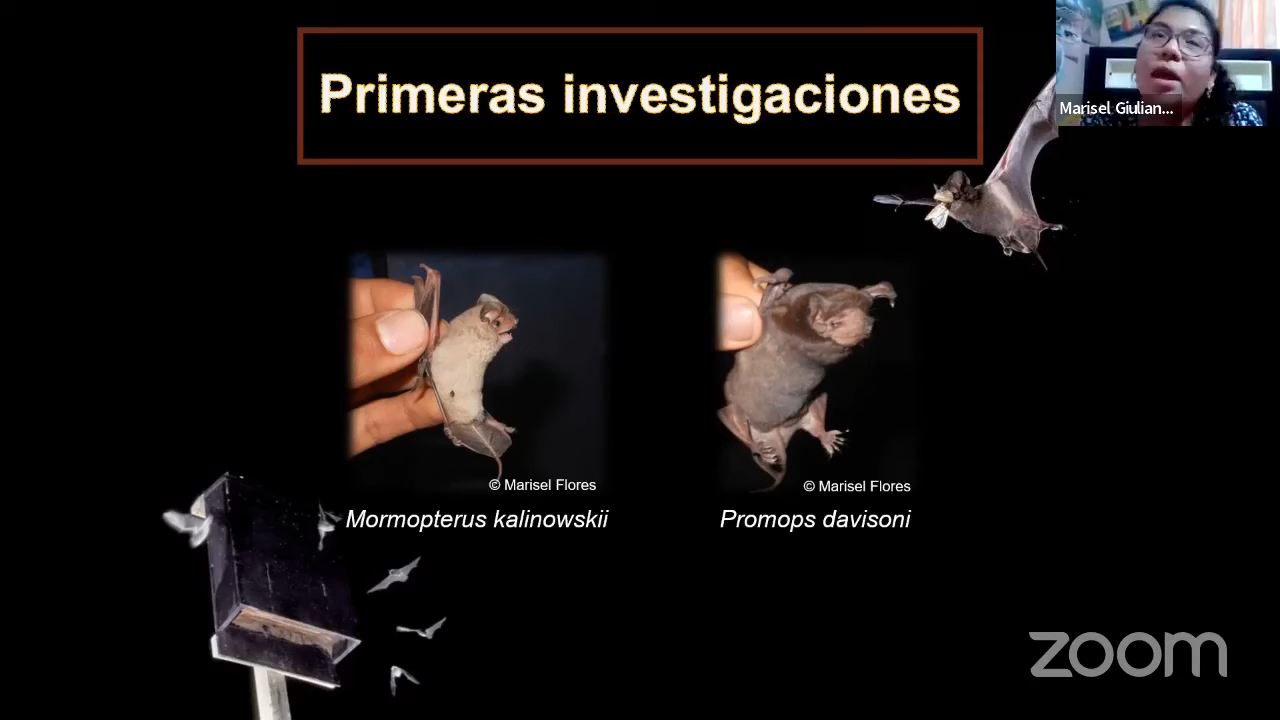 Primeras investigaciones
Marisel Giulian...
© Marisel Flores
© Marisel Flores
Mormopterus kalinowskii
Promops davisoni
zoom